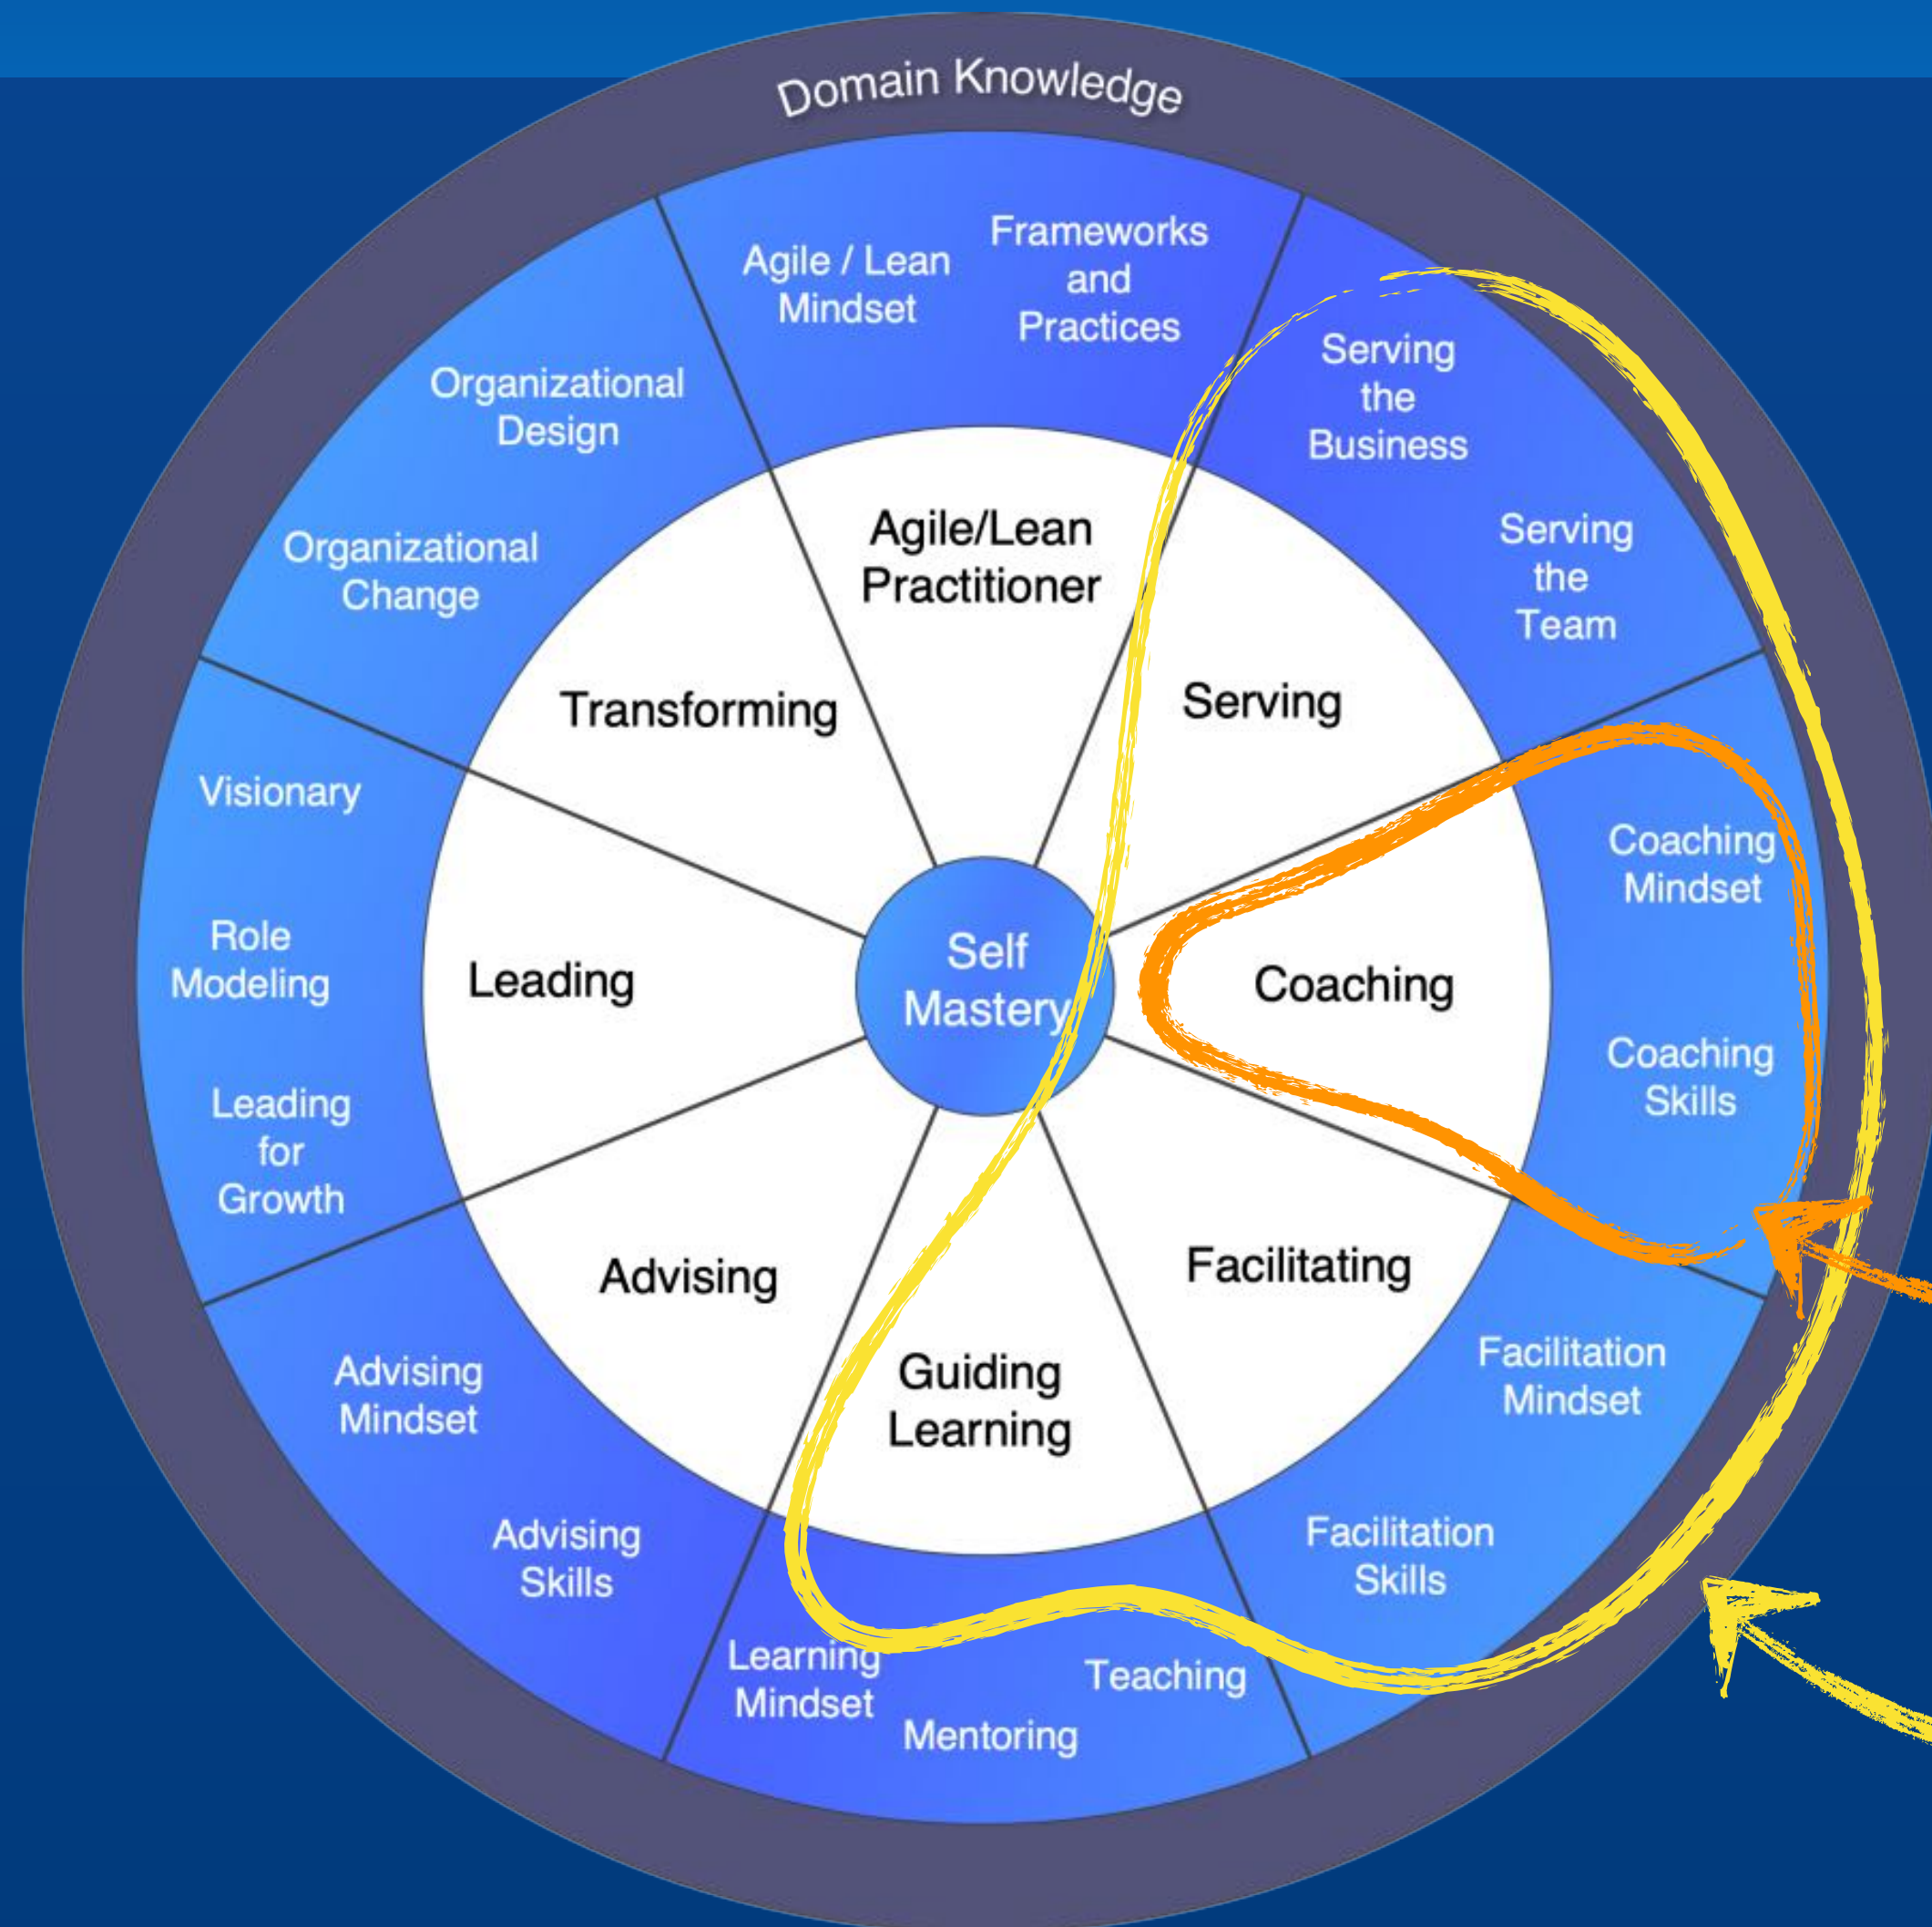 Domain Knowledge
Agile / Lean
Mindset
Frameworks
and
Practices
Serving
the
Business
Serving
the
Team
Coaching
Mindset
Coaching
Skills
Facilitation
Mindset
Facilitation
Skills
Teaching
Mentoring
Learning
Mindset
Advising
Skills
Advising
Mindset
Leading
for
Growth
Role
Modeling
Visionary
Organizational
Change
Organizational
Design
Agile/Lean
Practitioner
Serving
Coaching
Facilitating
Guiding
Learning
Advising
Leading
Transforming
Self
Mastery